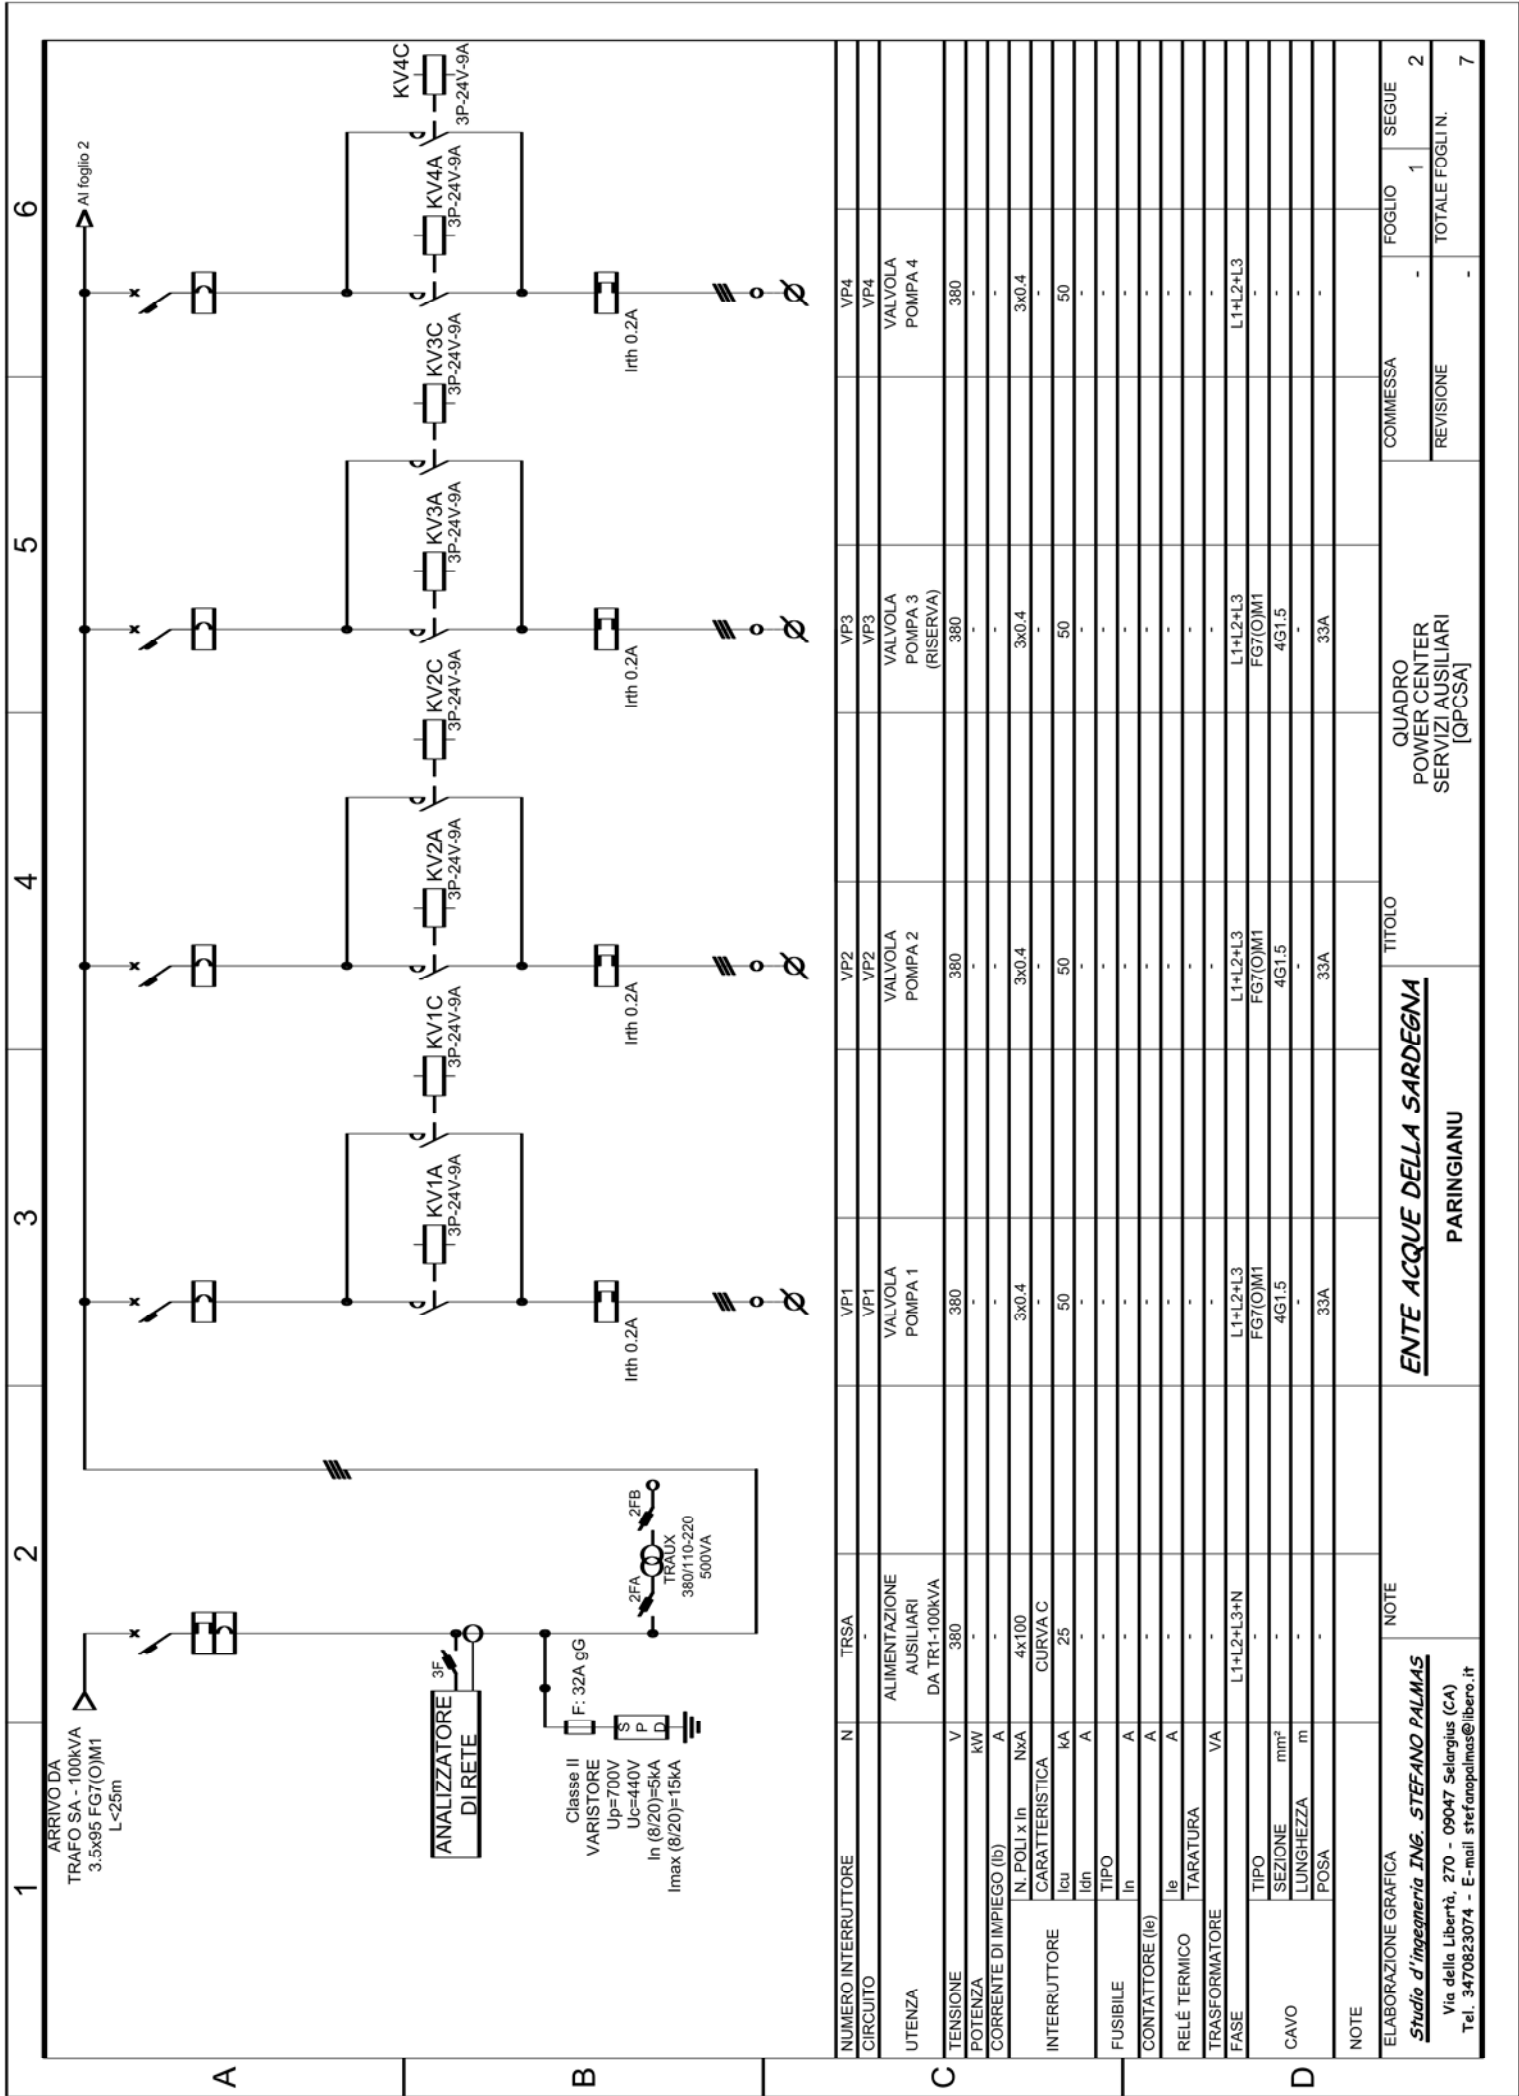 1 2 3 4 5 6
A
B
C
D
ARRIVO DA
TRAFO SA - 100kVA
3.5x95 FG7(O)M1
L<25m
Al foglio 2
ANALIZZATORE
DI RETE
3F
F: 32A gG
S P D
Classe II
VARISTORE
Up=700V
Uc=440V
In (8/20)=5kA
Imax (8/20)=15kA
2FA
2FB
TRAUX
380/110-220
500VA
KV1A
3P-24V-9A
KV1C
3P-24V-9A
Irth 0.2A
KV2A
3P-24V-9A
KV2C
3P-24V-9A
Irth 0.2A
KV3A
3P-24V-9A
KV3C
3P-24V-9A
Irth 0.2A
KV4A
3P-24V-9A
KV4C
3P-24V-9A
Irth 0.2A
NUMERO INTERRUTTORE N TRSA VP1 VP2 VP3 VP4
CIRCUITO - VP1 VP2 VP3 VP4
UTENZA
ALIMENTAZIONE
AUSILIARI
DA TR1-100kVA
VALVOLA
POMPA 1
VALVOLA
POMPA 2
VALVOLA
POMPA 3
(RISERVA)
VALVOLA
POMPA 4
TENSIONE V 380 380 380 380 380
POTENZA kW - - - - -
CORRENTE DI IMPIEGO (Ib) A - - - - -
INTERRUTTORE
N. POLI x In NxA 4x100 3x0.4 3x0.4 3x0.4 3x0.4
CARATTERISTICA CURVA C - - - -
Icu kA 25 50 50 50 50
Idn A - - - - -
FUSIBILE
TIPO - - - - -
In A - - - - -
CONTATTORE (Ie) A - - - - -
RELÉ TERMICO
Ie A - - - - -
TARATURA - - - - -
TRASFORMATORE VA - - - - -
FASE L1+L2+L3+N L1+L2+L3 L1+L2+L3 L1+L2+L3 L1+L2+L3
CAVO
TIPO - FG7(O)M1 FG7(O)M1 FG7(O)M1 -
SEZIONE mm² - 4G1.5 4G1.5 4G1.5 -
LUNGHEZZA m - - - - -
POSA - 33A 33A 33A -
NOTE
ELABORAZIONE GRAFICA
Studio d'ingegneria ING. STEFANO PALMAS
Via della Libertà, 270 - 09047 Selargius (CA)
Tel. 3470823074 - E-mail stefanopalmas@libero.it
NOTE
ENTE ACQUE DELLA SARDEGNA
PARINGIANU
TITOLO
QUADRO
POWER CENTER
SERVIZI AUSILIARI
[QPCSA]
COMMESSA -
FOGLIO 1
SEGUE 2
REVISIONE -
TOTALE FOGLI N. 7